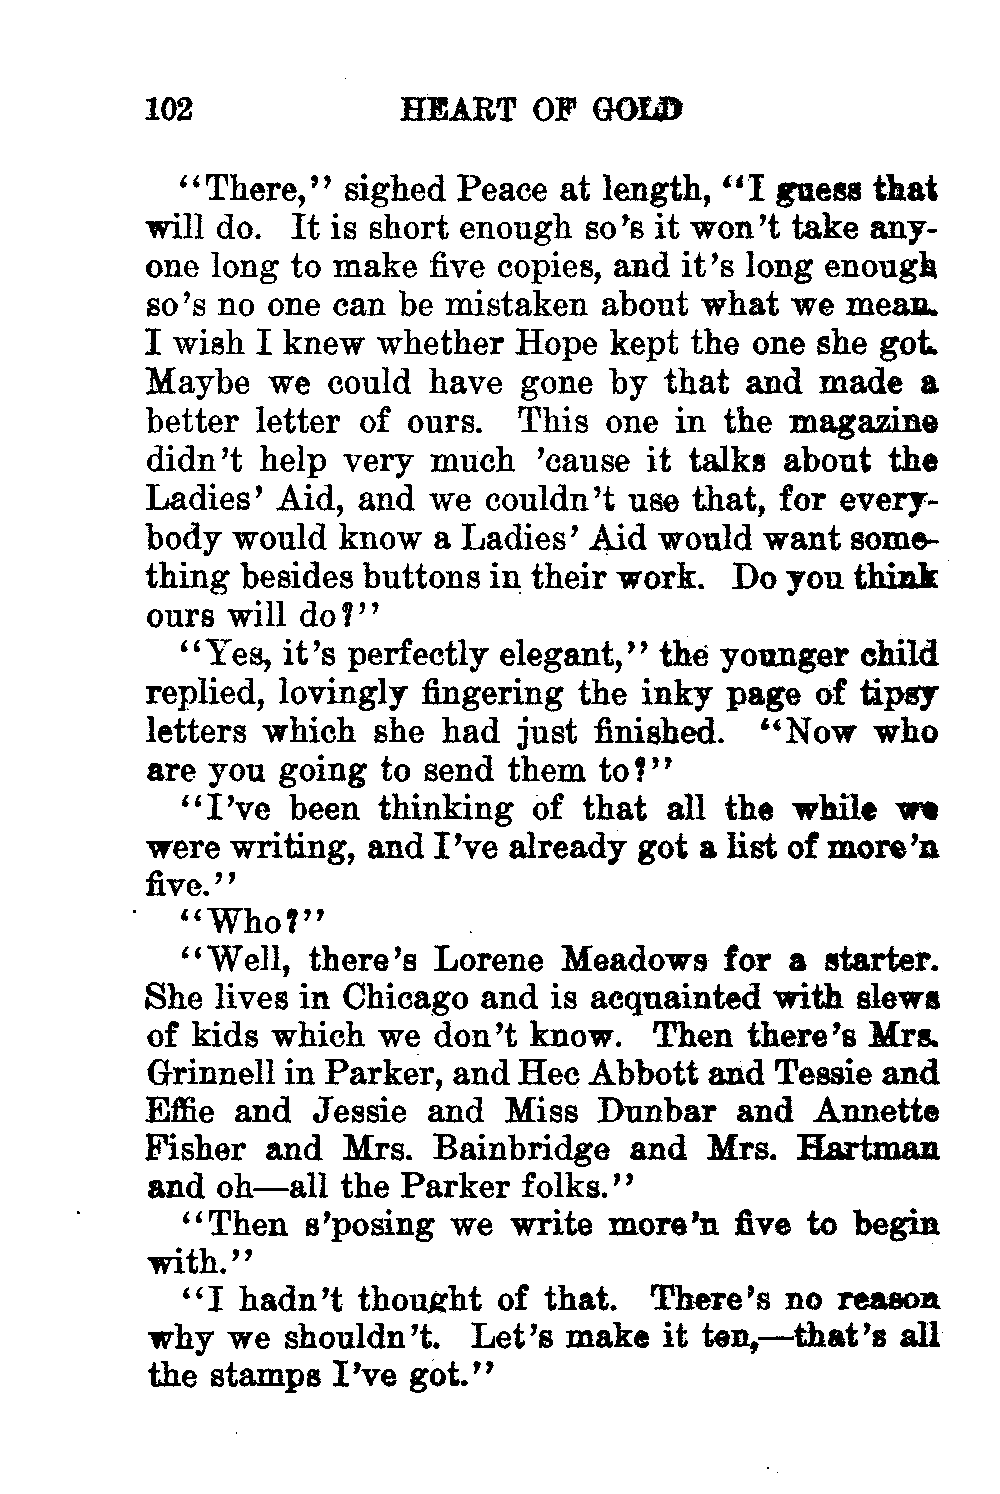 102 HEART OF GOLD
"There," sighed Peace at length, "I guess that
will do. It is short enough so's it won't take any-
one long to make five copies, and it's long enough
so's no one can be mistaken about what we mean.
I wish I knew whether Hope kept the one she got.
Maybe we could have gone by that and made a
better letter of ours. This one in the magazine
didn't help very much 'cause it talks about the
Ladies' Aid, and we couldn't use that, for every-
body would know a Ladies' Aid would want some-
thing besides buttons in their work. Do you think
ours will do?"
"Yes, it's perfectly elegant," the younger child
replied, lovingly fingering the inky page of tipsy
letters which she had just finished. "Now who
are you going to send them to?"
"I've been thinking of that all the while we
were writing, and I've already got a list of more'n
five."
"Who?"
"Well, there's Lorene Meadows for a starter.
She lives in Chicago and is acquainted with slews
of kids which we don't know. Then there's Mrs.
Grinnell in Parker, and Hec Abbott and Tessie and
Effie and Jessie and Miss Dunbar and Annette
Fisher and Mrs. Bainbridge and Mrs. Hartman
and oh—all the Parker folks."
"Then s'posing we write more'n five to begin
with."
"I hadn't thought of that. There's no reason
why we shouldn't. Let's make it ten,—that's all
the stamps I've got."